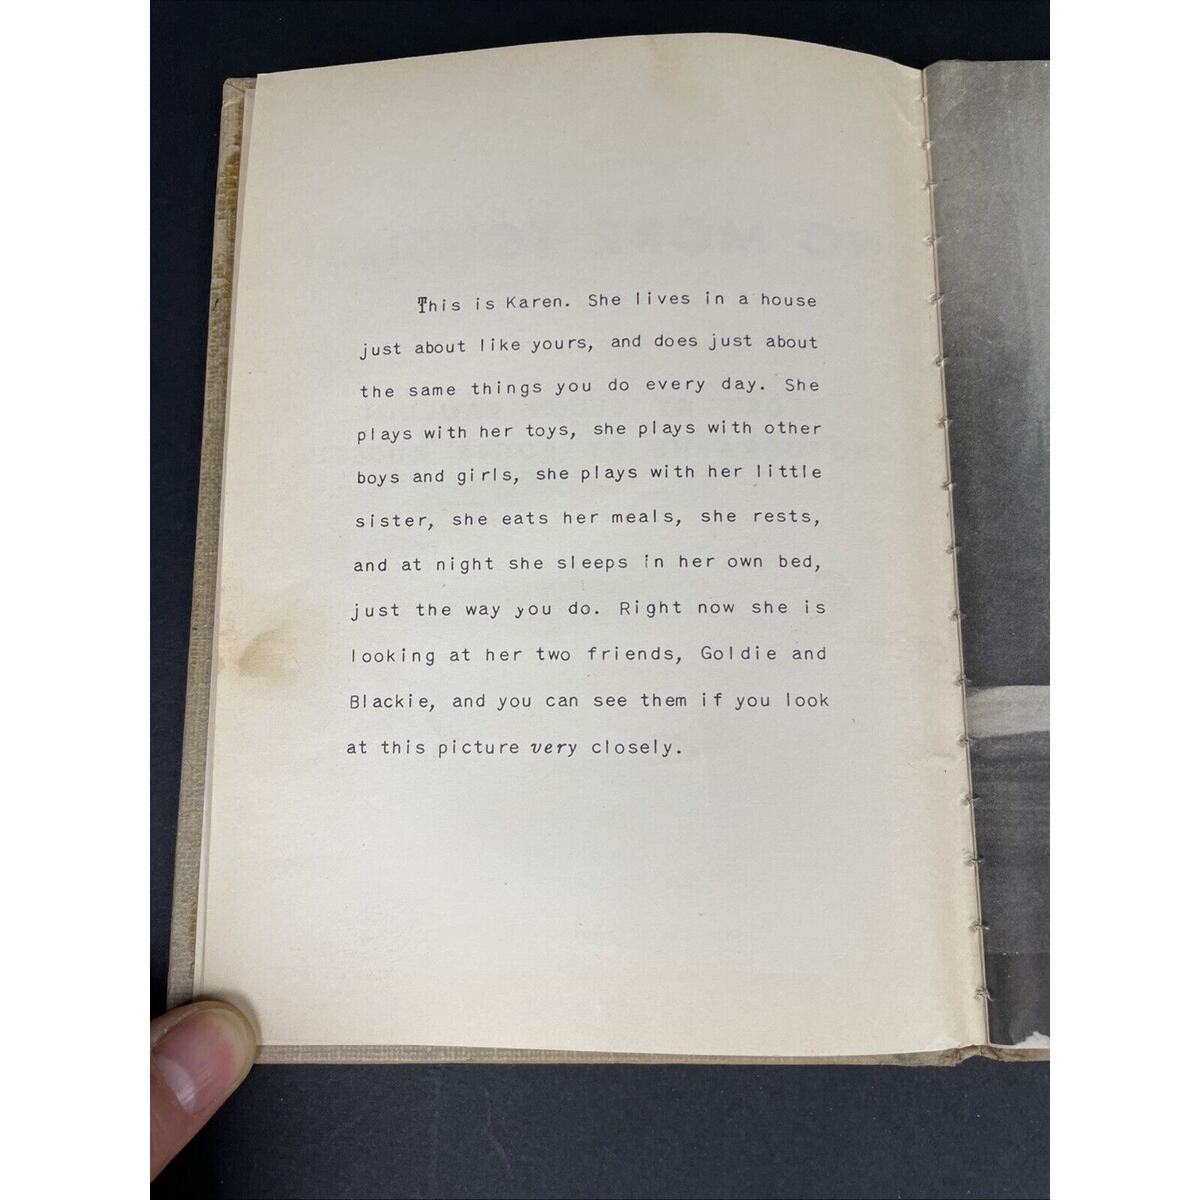 This is Karen. She lives in a house
just about like yours, and does just about
the same things you do every day. She
plays with her toys, she plays with other
boys and girls, she plays with her little
sister, she eats her meals, she rests,
and at night she sleeps in her own bed,
just the way you do. Right now she is
looking at her two friends, Goldie and
Blackie, and you can see them if you look
at this picture very closely.